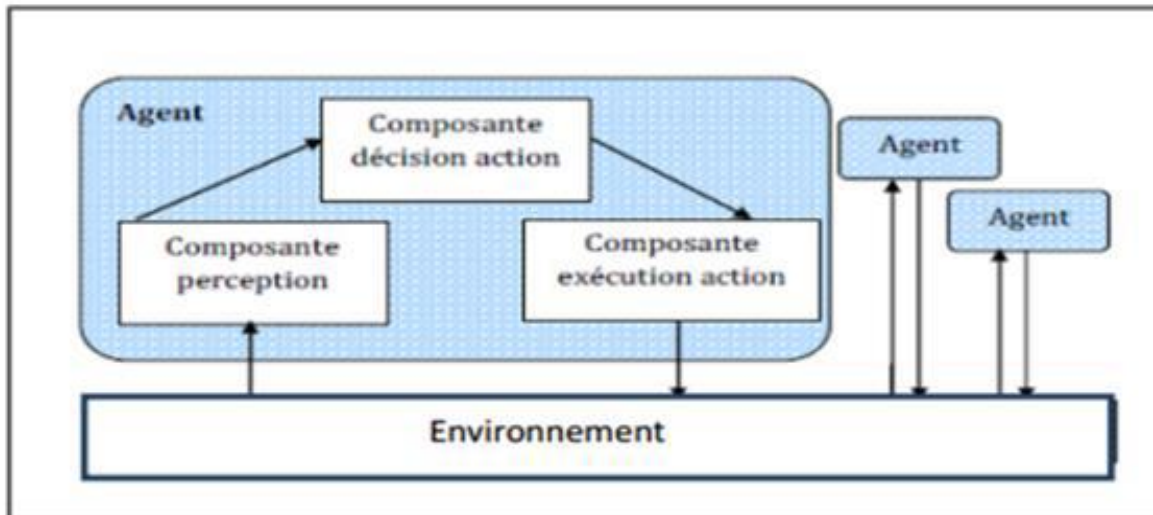 Agent
Composante
décision action
Composante
perception
Composante
exécution action
Agent
Agent
Environnement